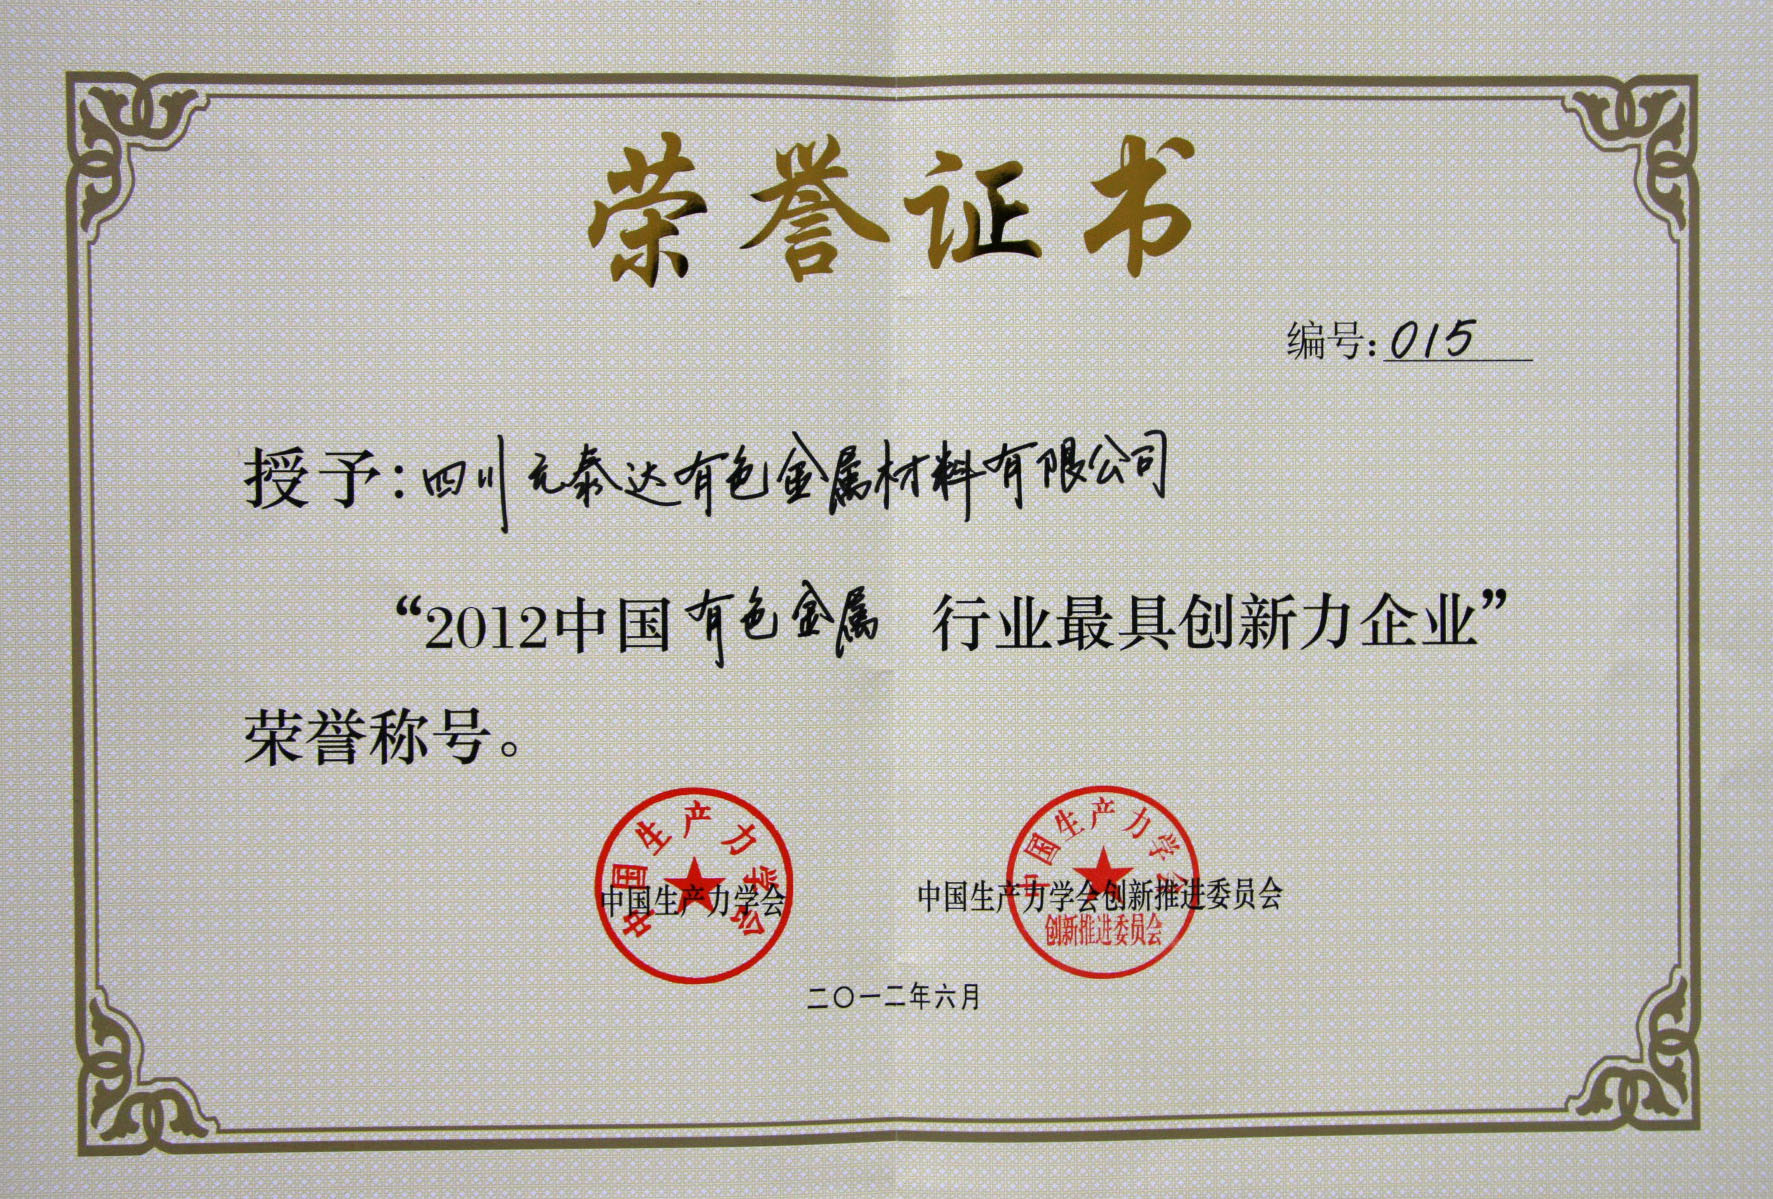 荣誉证书
编号:015
授予:四川元泰达有色金属材料有限公司
“2012中国有色金属 行业最具创新力企业”
荣誉称号。
中国生产力学会
中国生产力学会
中国生产力学会
中国生产力学会创新推进委员会
创新推进委员会
二〇一二年六月